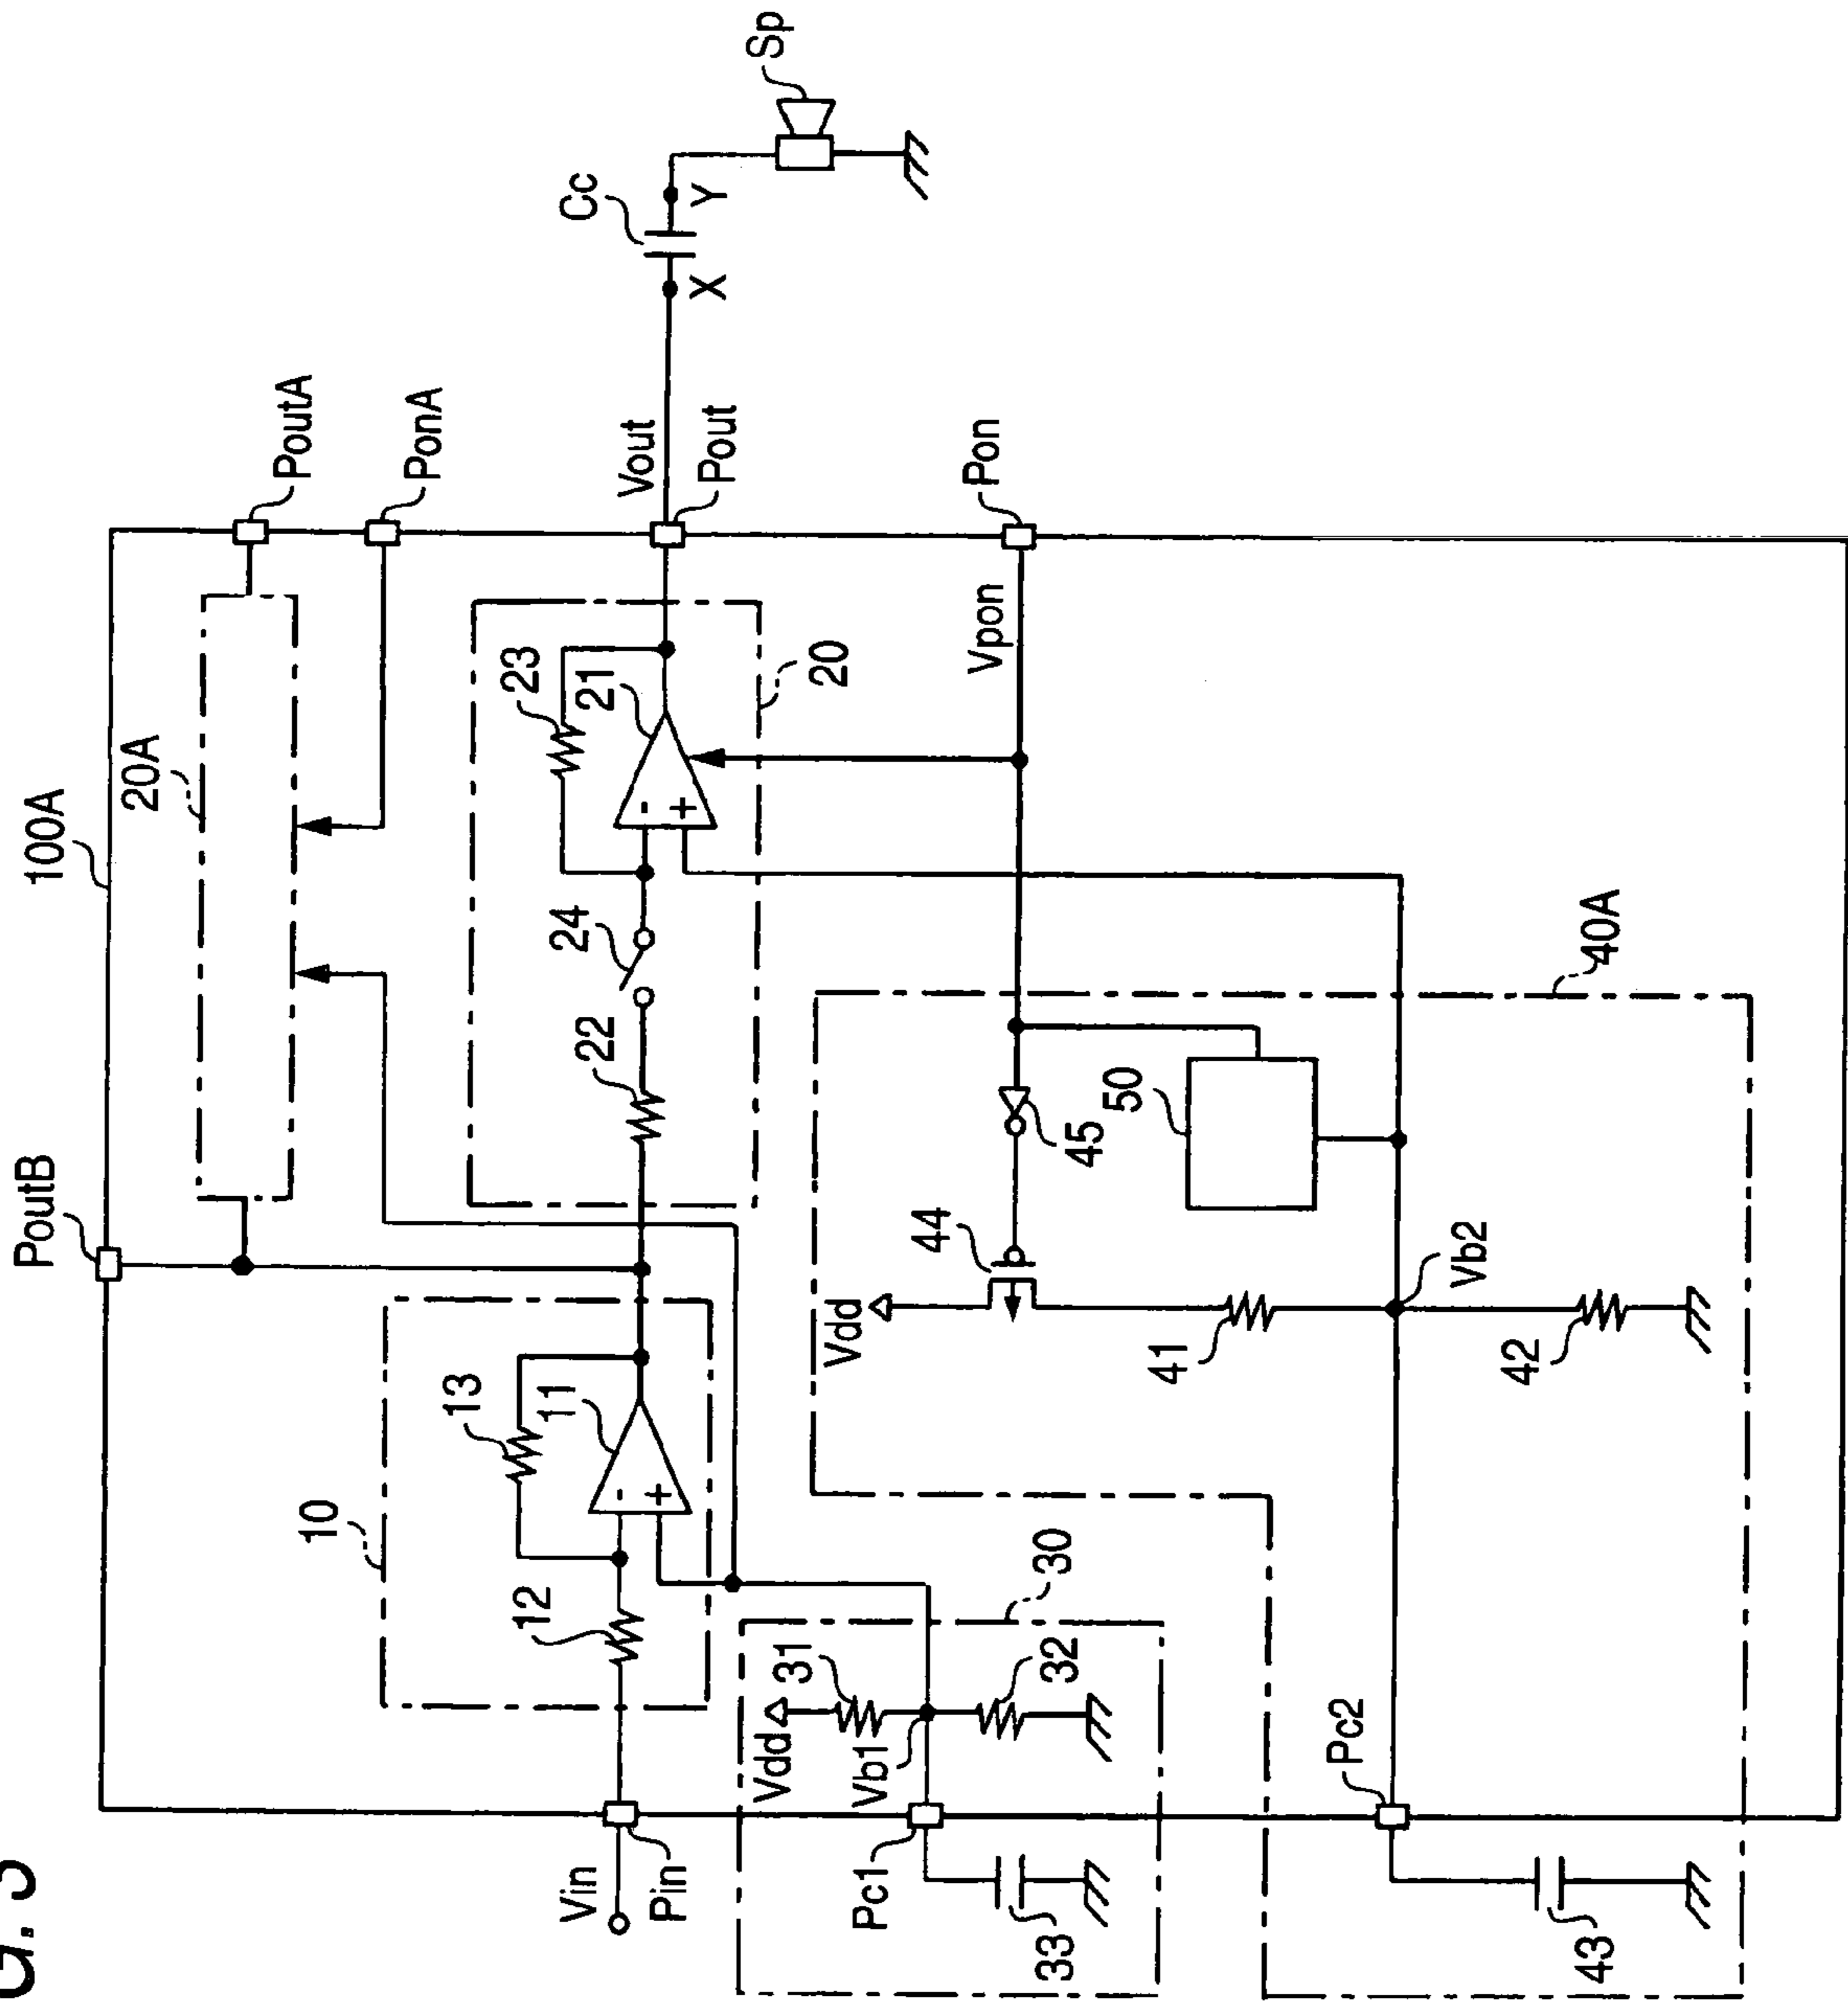 PoutB
100A
20A
PoutA
10
PonA
13
23
12
11
24
Cc
Vin
22
21
Vout
Pin
Pout
X
Y
Sp
Vdd
31
20
Vdd
Pc1
Vb1
44
Vpon
Pon
33
30
32
45
50
41
Pc2
Vb2
42
43
40A